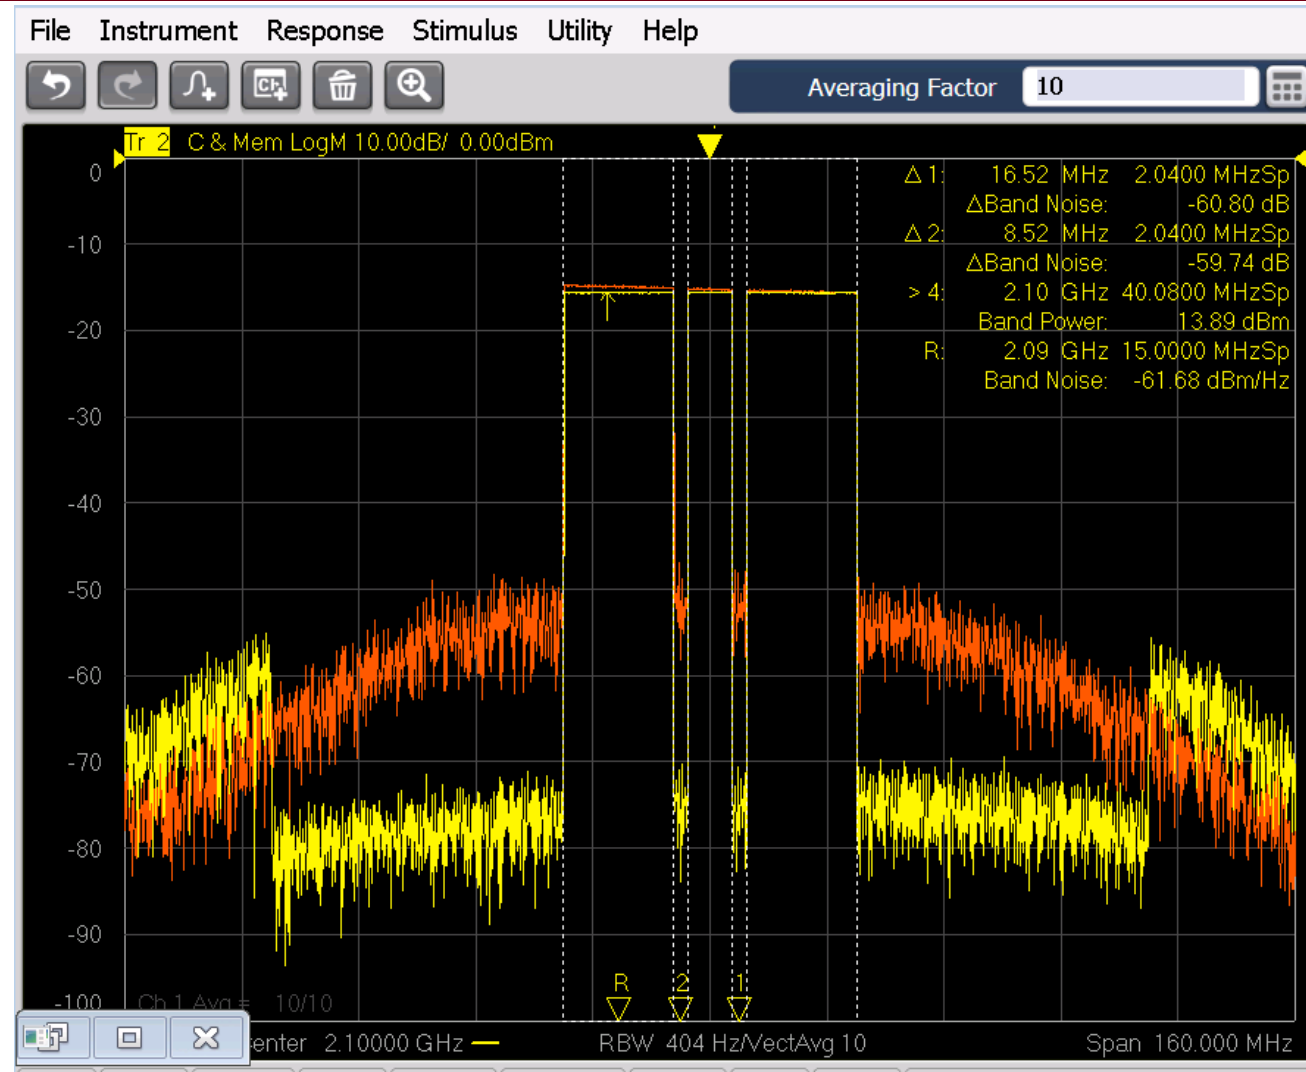 File Instrument Response Stimulus Utility Help
Averaging Factor 10
Tr 2 C & Mem LogM 10.00dB/ 0.00dBm
0
-10
-20
-30
-40
-50
-60
-70
-80
-90
-100
Δ 1: 16.52 MHz 2.0400 MHzSp
ΔBand Noise: -60.80 dB
Δ 2: 8.52 MHz 2.0400 MHzSp
ΔBand Noise: -59.74 dB
> 4: 2.10 GHz 40.0800 MHzSp
Band Power: 13.89 dBm
R: 2.09 GHz 15.0000 MHzSp
Band Noise: -61.68 dBm/Hz
R 2 1
Ch 1 Avg = 10/10
enter 2.10000 GHz RBW 404 Hz/VectAvg 10 Span 160.000 MHz